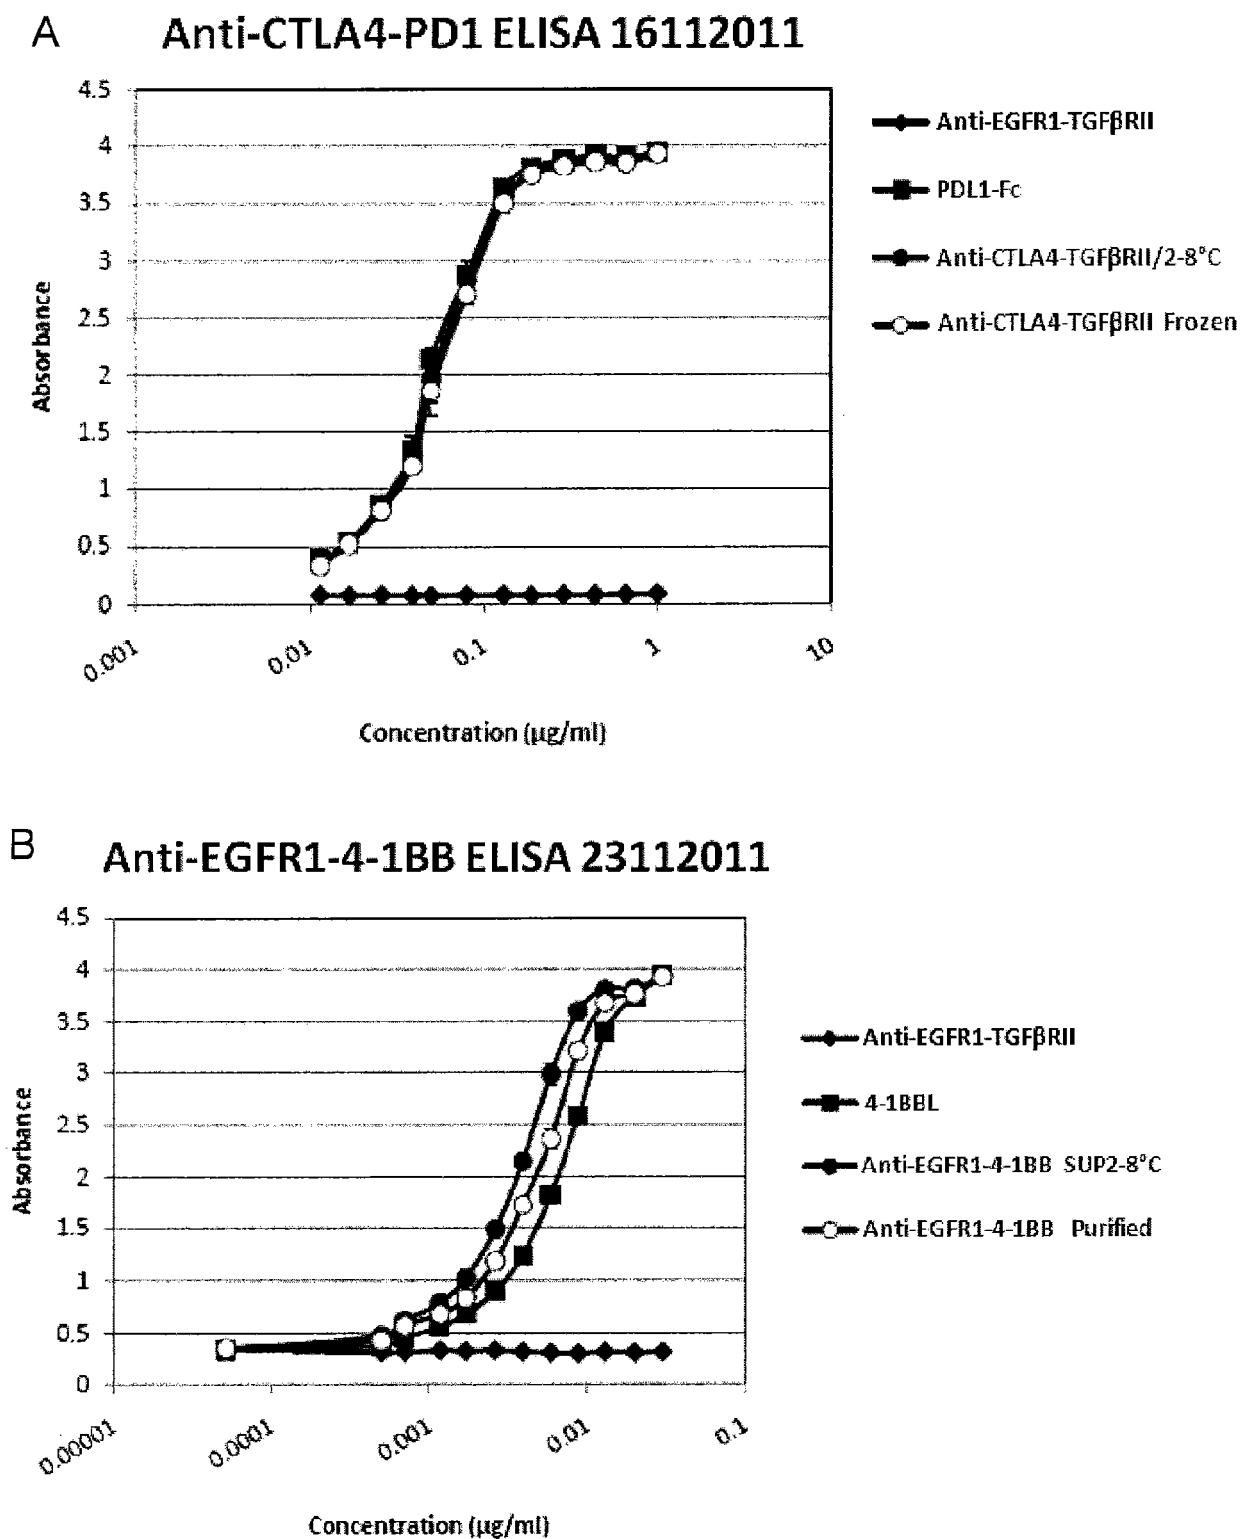 A
Anti-CTLA4-PD1 ELISA 16112011
4.5
4
3.5
3
2.5
2
1.5
1
0.5
0
Absorbance
0.001
0.01
0.1
1
10
Concentration (µg/ml)
Anti-EGFR1-TGFβRII
PDL1-Fc
Anti-CTLA4-TGFβRII/2-8°C
Anti-CTLA4-TGFβRII Frozen
B
Anti-EGFR1-4-1BB ELISA 23112011
4.5
4
3.5
3
2.5
2
1.5
1
0.5
0
Absorbance
0.00001
0.0001
0.001
0.01
0.1
Concentration (µg/ml)
Anti-EGFR1-TGFβRII
4-1BBL
Anti-EGFR1-4-1BB SUP2-8°C
Anti-EGFR1-4-1BB Purified